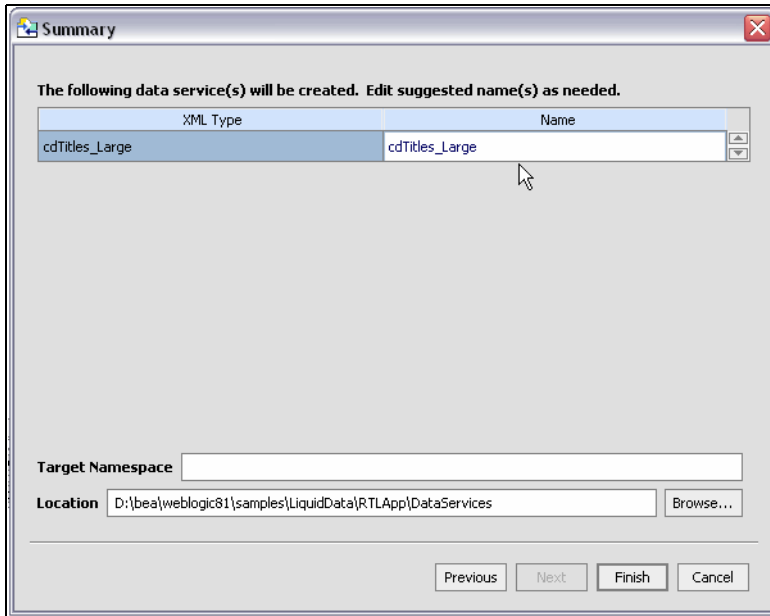 Summary
The following data service(s) will be created. Edit suggested name(s) as needed.
XML Type Name
cdTitles_Large cdTitles_Large
Target Namespace
Location D:\bea\weblogic81\samples\LiquidData\RTLApp\DataServices Browse...
Previous Next Finish Cancel